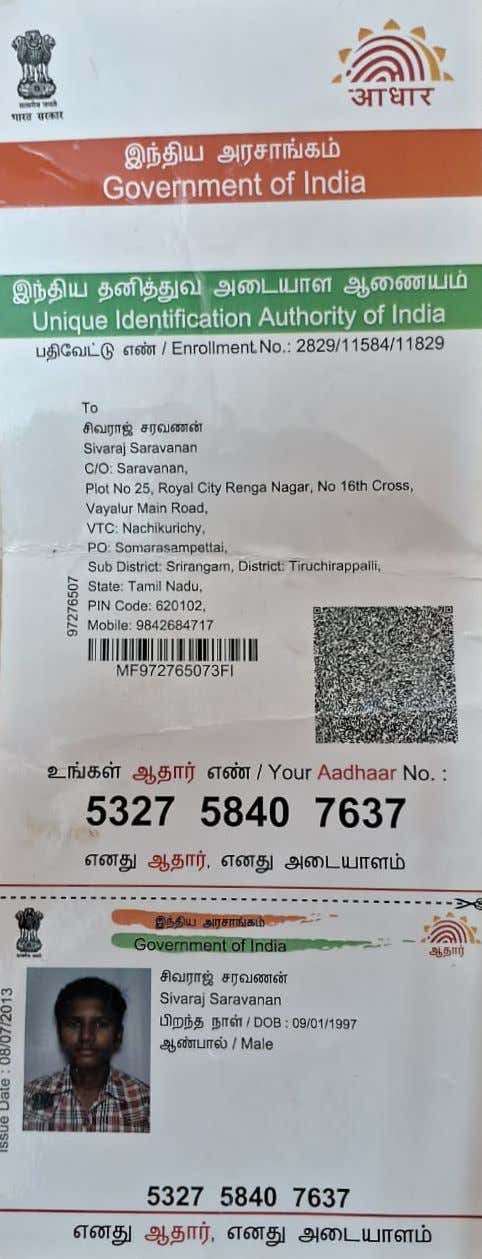 सत्यमेव जयते
भारत सरकार
आधार
இந்திய அரசாங்கம்
Government of India
இந்திய தனித்துவ அடையாள ஆணையம்
Unique Identification Authority of India
பதிவேட்டு எண் / Enrollment No.: 2829/11584/11829
To
சிவராஜ் சரவணன்
Sivaraj Saravanan
C/O: Saravanan,
Plot No 25, Royal City Renga Nagar, No 16th Cross,
Vayalur Main Road,
VTC: Nachikurichy,
PO: Somarasampettai,
Sub District: Srirangam, District: Tiruchirappalli,
State: Tamil Nadu,
PIN Code: 620102,
Mobile: 9842684717
97276507
MF972765073FI
உங்கள் ஆதார் எண் / Your Aadhaar No. :
5327 5840 7637
எனது ஆதார், எனது அடையாளம்
இந்திய அரசாங்கம்
Government of India
ஆதார்
Issue Date : 08/07/2013
சிவராஜ் சரவணன்
Sivaraj Saravanan
பிறந்த நாள் / DOB : 09/01/1997
ஆண்பால் / Male
5327 5840 7637
எனது ஆதார், எனது அடையாளம்